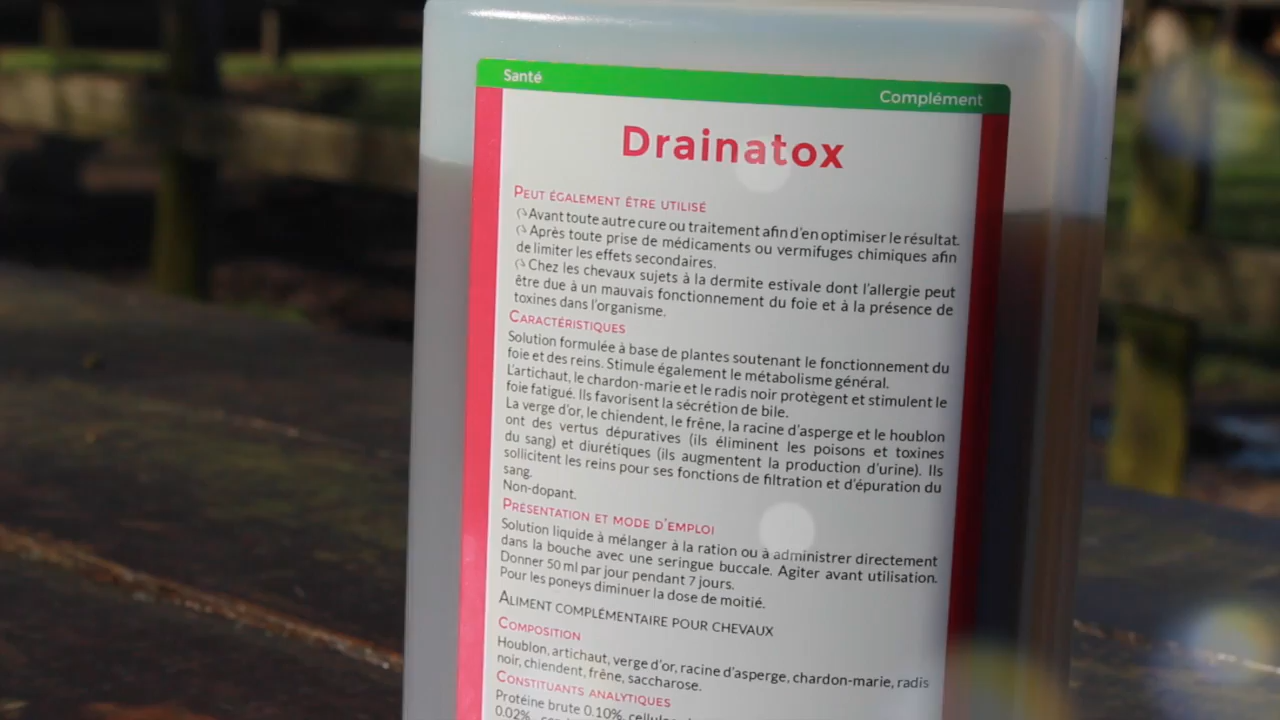 Santé
Complément
Drainatox
Peut également être utilisé
Avant toute autre cure ou traitement afin d'en optimiser le résultat.
Après toute prise de médicaments ou vermifuges chimiques afin
de limiter les effets secondaires.
Chez les chevaux sujets à la dermite estivale dont l'allergie peut
être due à un mauvais fonctionnement du foie et à la présence de
toxines dans l'organisme.
Caractéristiques
Solution formulée à base de plantes soutenant le fonctionnement du
foie et des reins. Stimule également le métabolisme général.
L'artichaut, le chardon-marie et le radis noir protègent et stimulent le
foie fatigué. Ils favorisent la sécrétion de bile.
La verge d'or, le chiendent, le frêne, la racine d'asperge et le houblon
ont des vertus dépuratives (ils éliminent les poisons et toxines
du sang) et diurétiques (ils augmentent la production d'urine). Ils
sollicitent les reins pour ses fonctions de filtration et d'épuration du
sang.
Non-dopant.
Présentation et mode d'emploi
Solution liquide à mélanger à la ration ou à administrer directement
dans la bouche avec une seringue buccale. Agiter avant utilisation.
Donner 50 ml par jour pendant 7 jours.
Pour les poneys diminuer la dose de moitié.
Aliment complémentaire pour chevaux
Composition
Houblon, artichaut, verge d'or, racine d'asperge, chardon-marie, radis
noir, chiendent, frêne, saccharose.
Constituants analytiques
Protéine brute 0.10%,
0.02%,